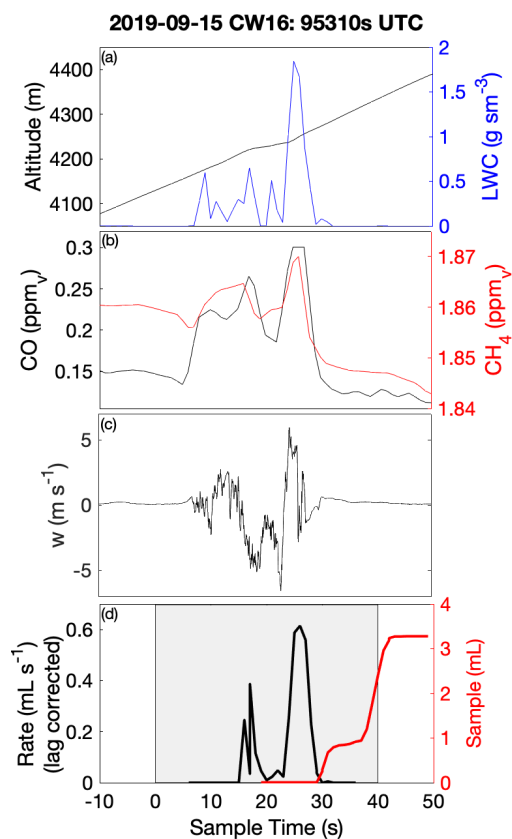 2019-09-15 CW16: 95310s UTC
(a)
4400
4300
4200
4100
Altitude (m)
2
1.5
1
0.5
0
LWC (g sm⁻³)
(b)
0.3
0.25
0.2
0.15
CO (ppmᵥ)
1.87
1.86
1.85
1.84
CH₄ (ppmᵥ)
(c)
5
0
-5
w (m s⁻¹)
(d)
0.6
0.4
0.2
0
Rate (mL s⁻¹)
(lag corrected)
4
3
2
1
0
Sample (mL)
-10 0 10 20 30 40 50
Sample Time (s)